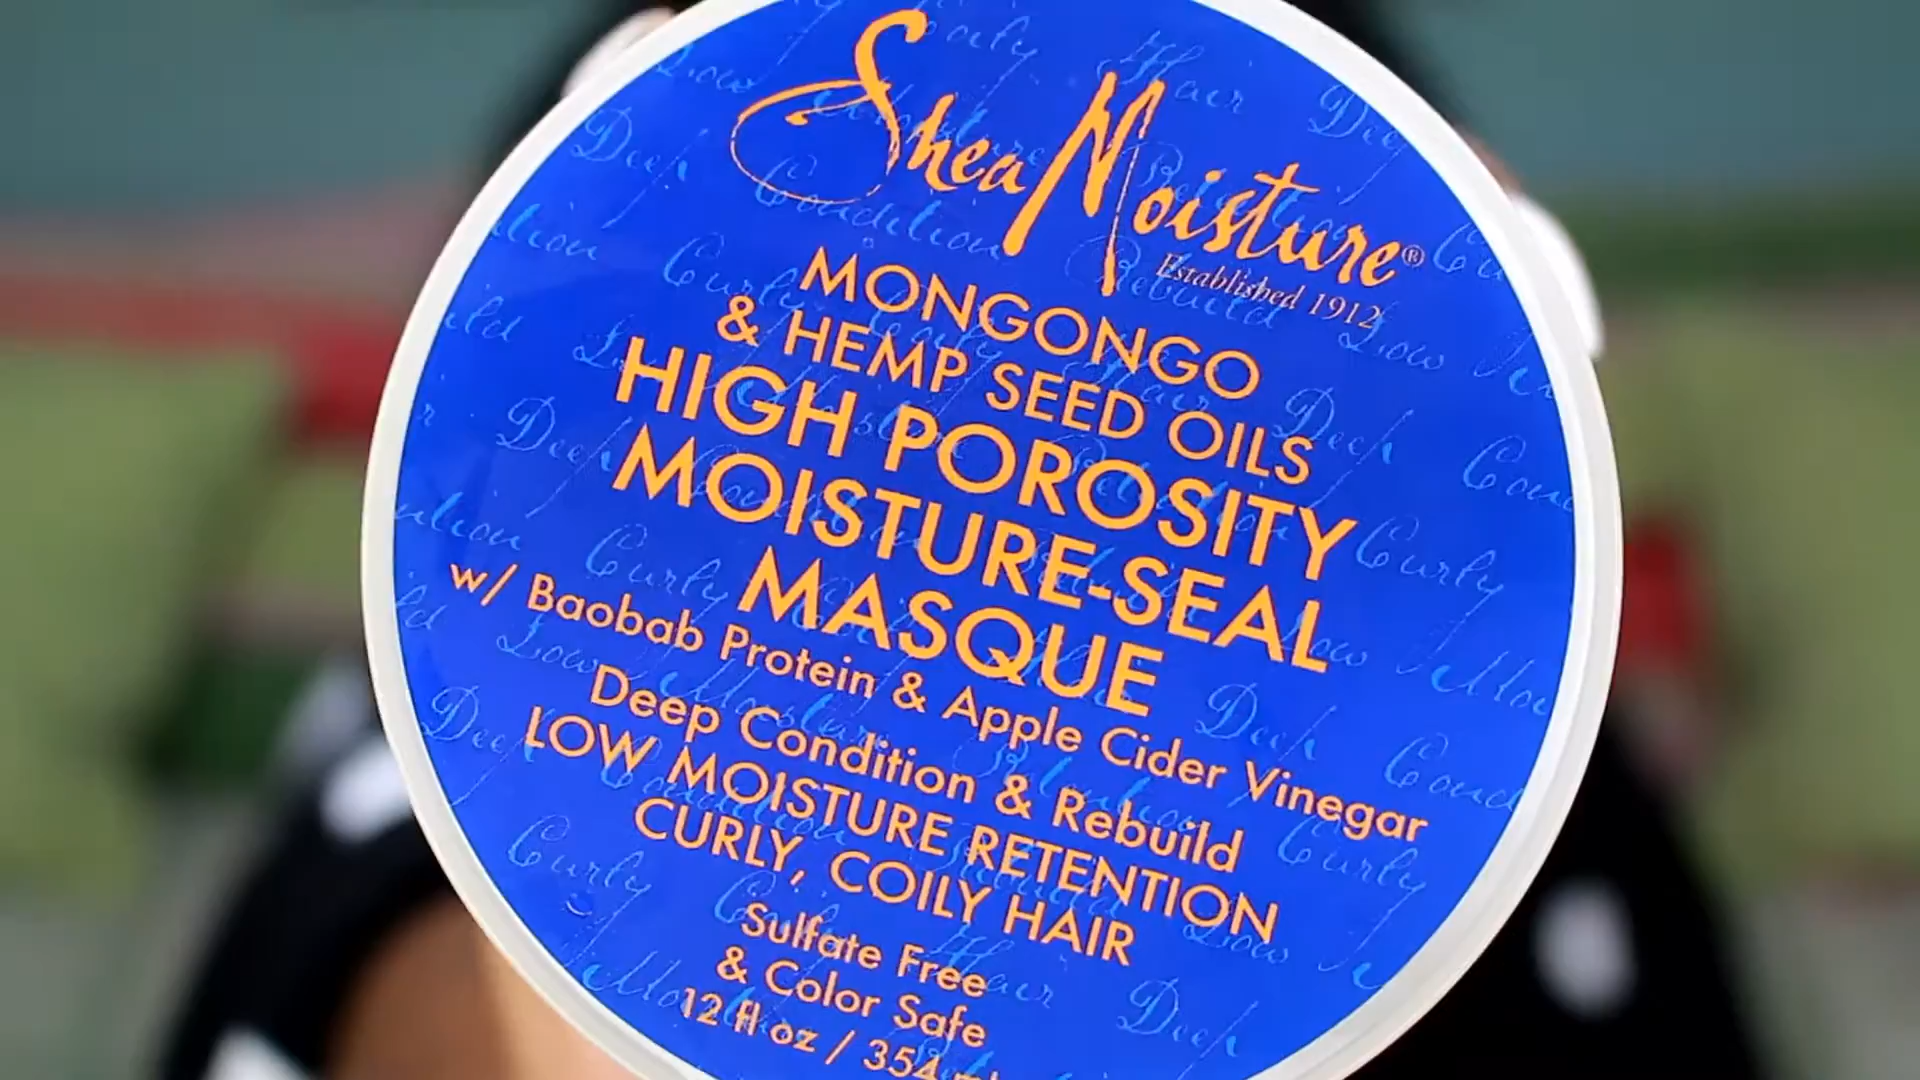 SheaMoisture®
Established 1912
MONGONGO
& HEMP SEED OILS
HIGH POROSITY
MOISTURE-SEAL
MASQUE
w/ Baobab Protein & Apple Cider Vinegar
Deep Condition & Rebuild
LOW MOISTURE RETENTION
CURLY, COILY HAIR
Sulfate Free
& Color Safe
12 fl oz / 354